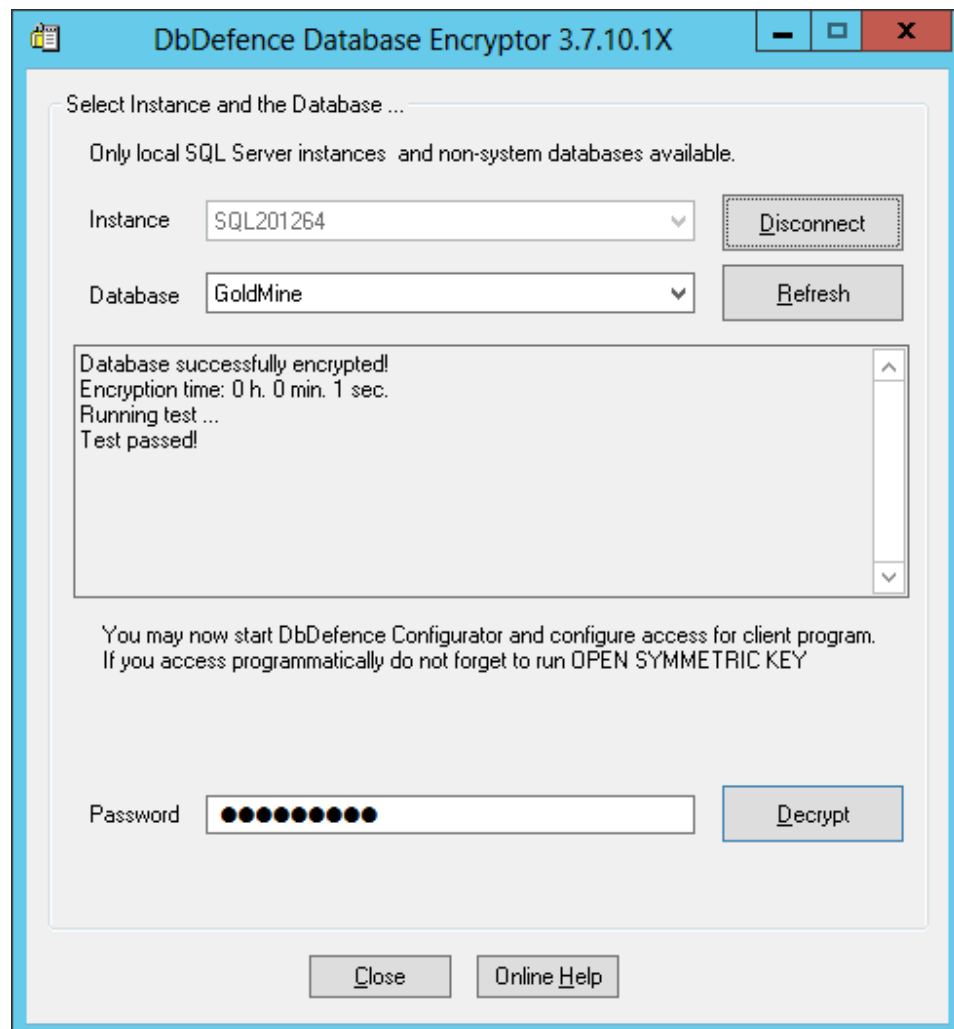 DbDefence Database Encryptor 3.7.10.1X
Select Instance and the Database ...
Only local SQL Server instances  and non-system databases available.
Instance
SQL201264
Disconnect
Database
GoldMine
Refresh
Database successfully encrypted!
Encryption time: 0 h. 0 min. 1 sec.
Running test ...
Test passed!
You may now start DbDefence Configurator and configure access for client program.
If you access programmatically do not forget to run OPEN SYMMETRIC KEY
Password
●●●●●●●●●
Decrypt
Close
Online Help